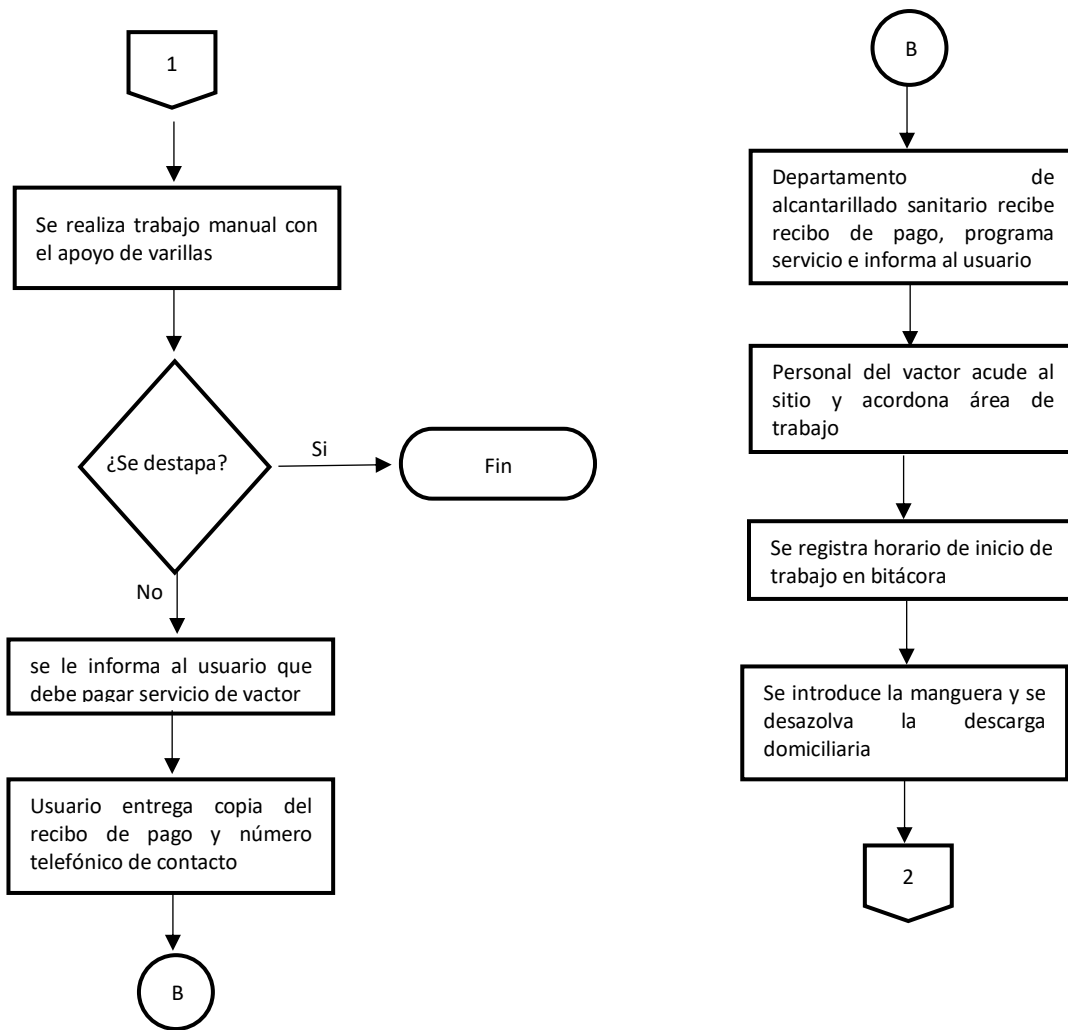 1
Se realiza trabajo manual con
el apoyo de varillas
¿Se destapa?
Si
Fin
No
se le informa al usuario que
debe pagar servicio de vactor
Usuario entrega copia del
recibo de pago y número
telefónico de contacto
B
B
Departamento de
alcantarillado sanitario recibe
recibo de pago, programa
servicio e informa al usuario
Personal del vactor acude al
sitio y acordona área de
trabajo
Se registra horario de inicio de
trabajo en bitácora
Se introduce la manguera y se
desazolva la descarga
domiciliaria
2